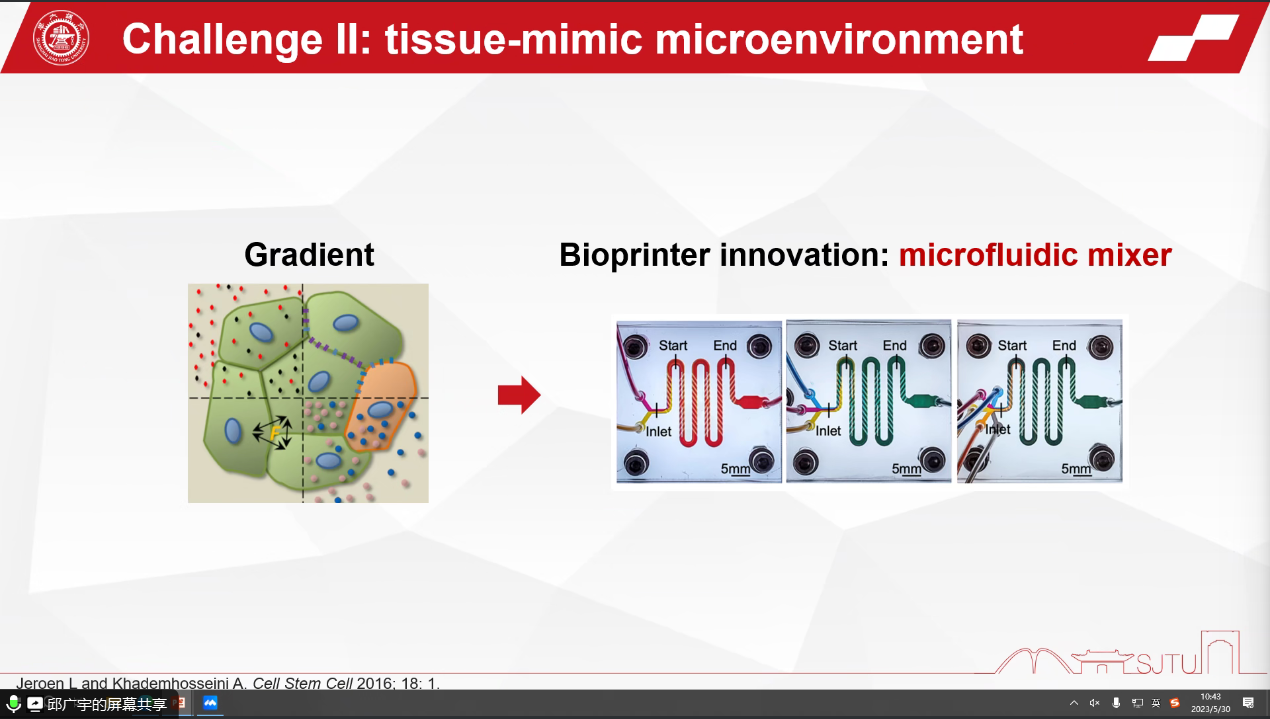 Challenge II: tissue-mimic microenvironment
Gradient
Bioprinter innovation: microfluidic mixer
F
Start End
Inlet
5mm
Start End
Inlet
5mm
Start End
Inlet
5mm
SJTU
Jeroen L and Khademhosseini A. Cell Stem Cell 2016; 18: 1.
邱广宇的屏幕共享
英
10:43
2023/5/30